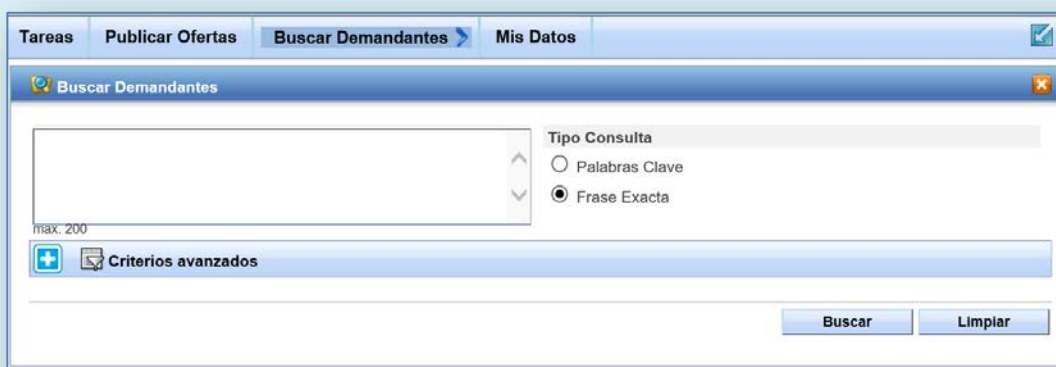 Tareas Publicar Ofertas Buscar Demandantes Mis Datos
Buscar Demandantes
Tipo Consulta
Palabras Clave
Frase Exacta
max. 200
Criterios avanzados
Buscar Limpiar